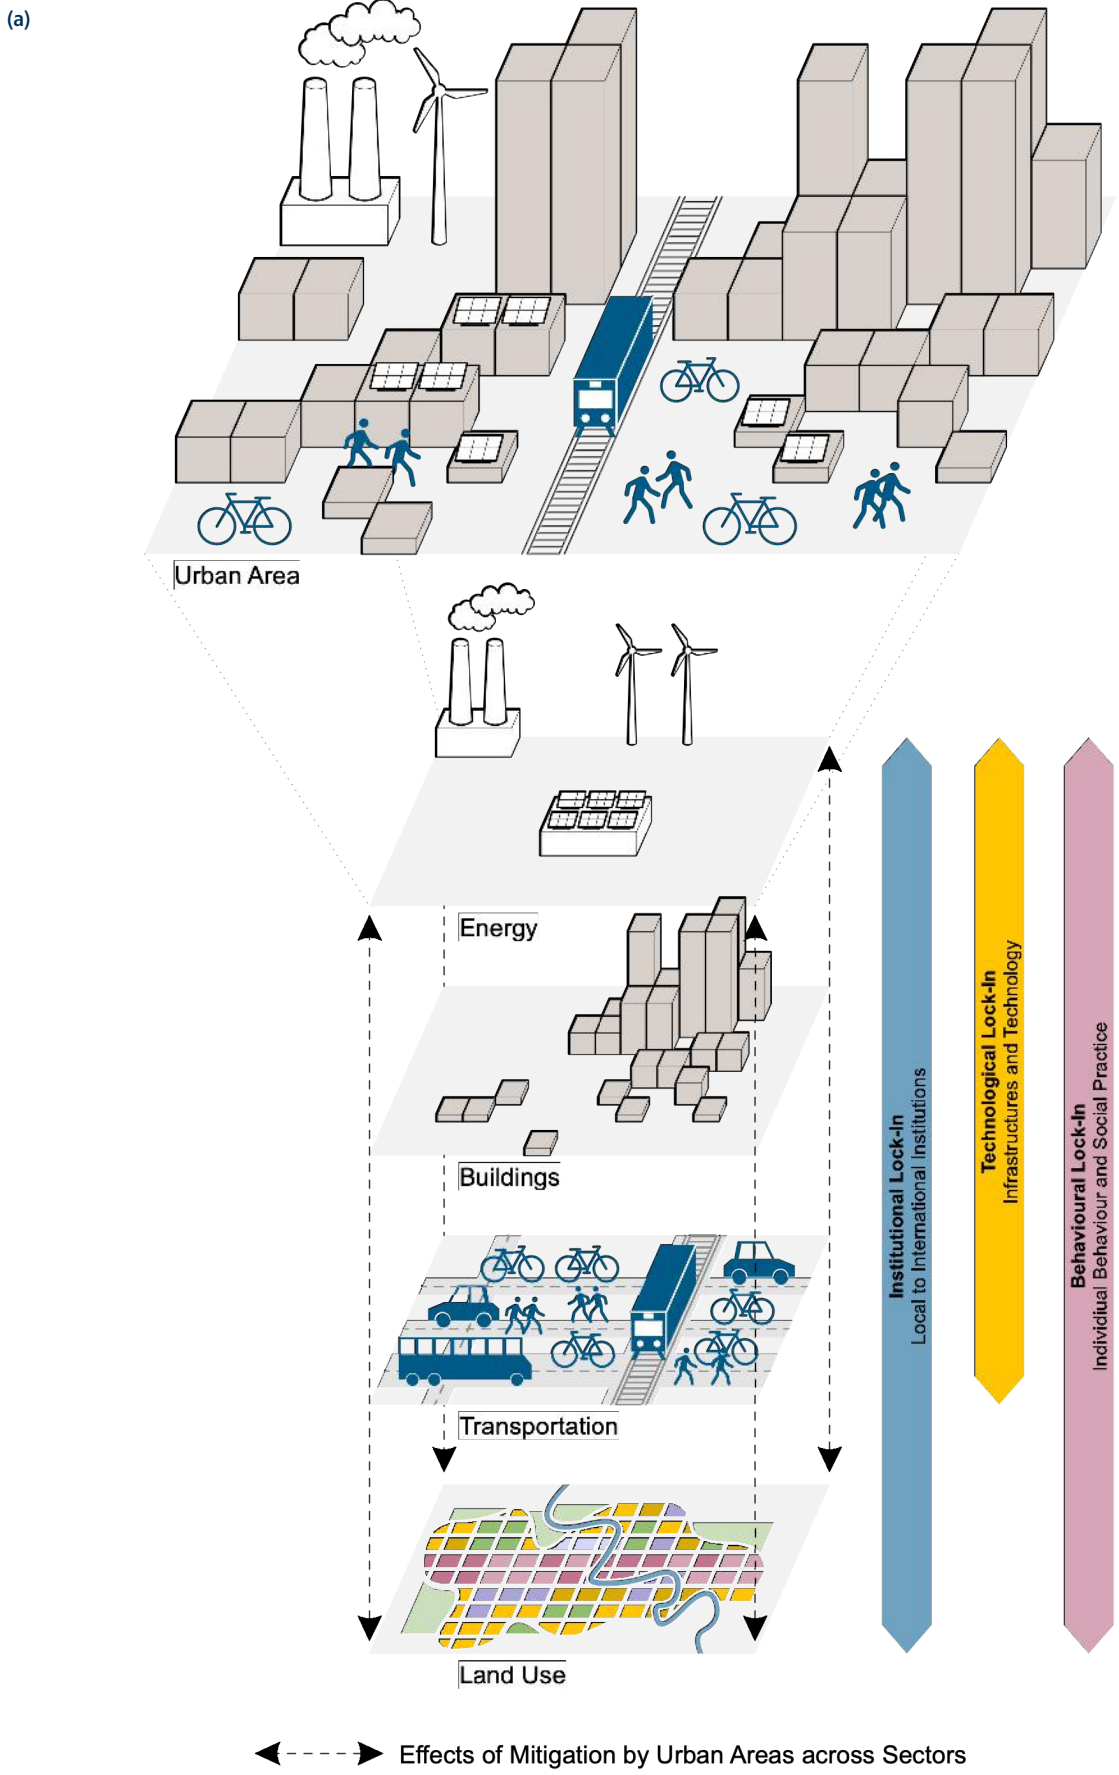 (a)
Urban Area
Energy
Buildings
Transportation
Land Use
Institutional Lock-In
Local to International Institutions
Technological Lock-In
Infrastructures and Technology
Behavioural Lock-In
Individual Behaviour and Social Practice
Effects of Mitigation by Urban Areas across Sectors